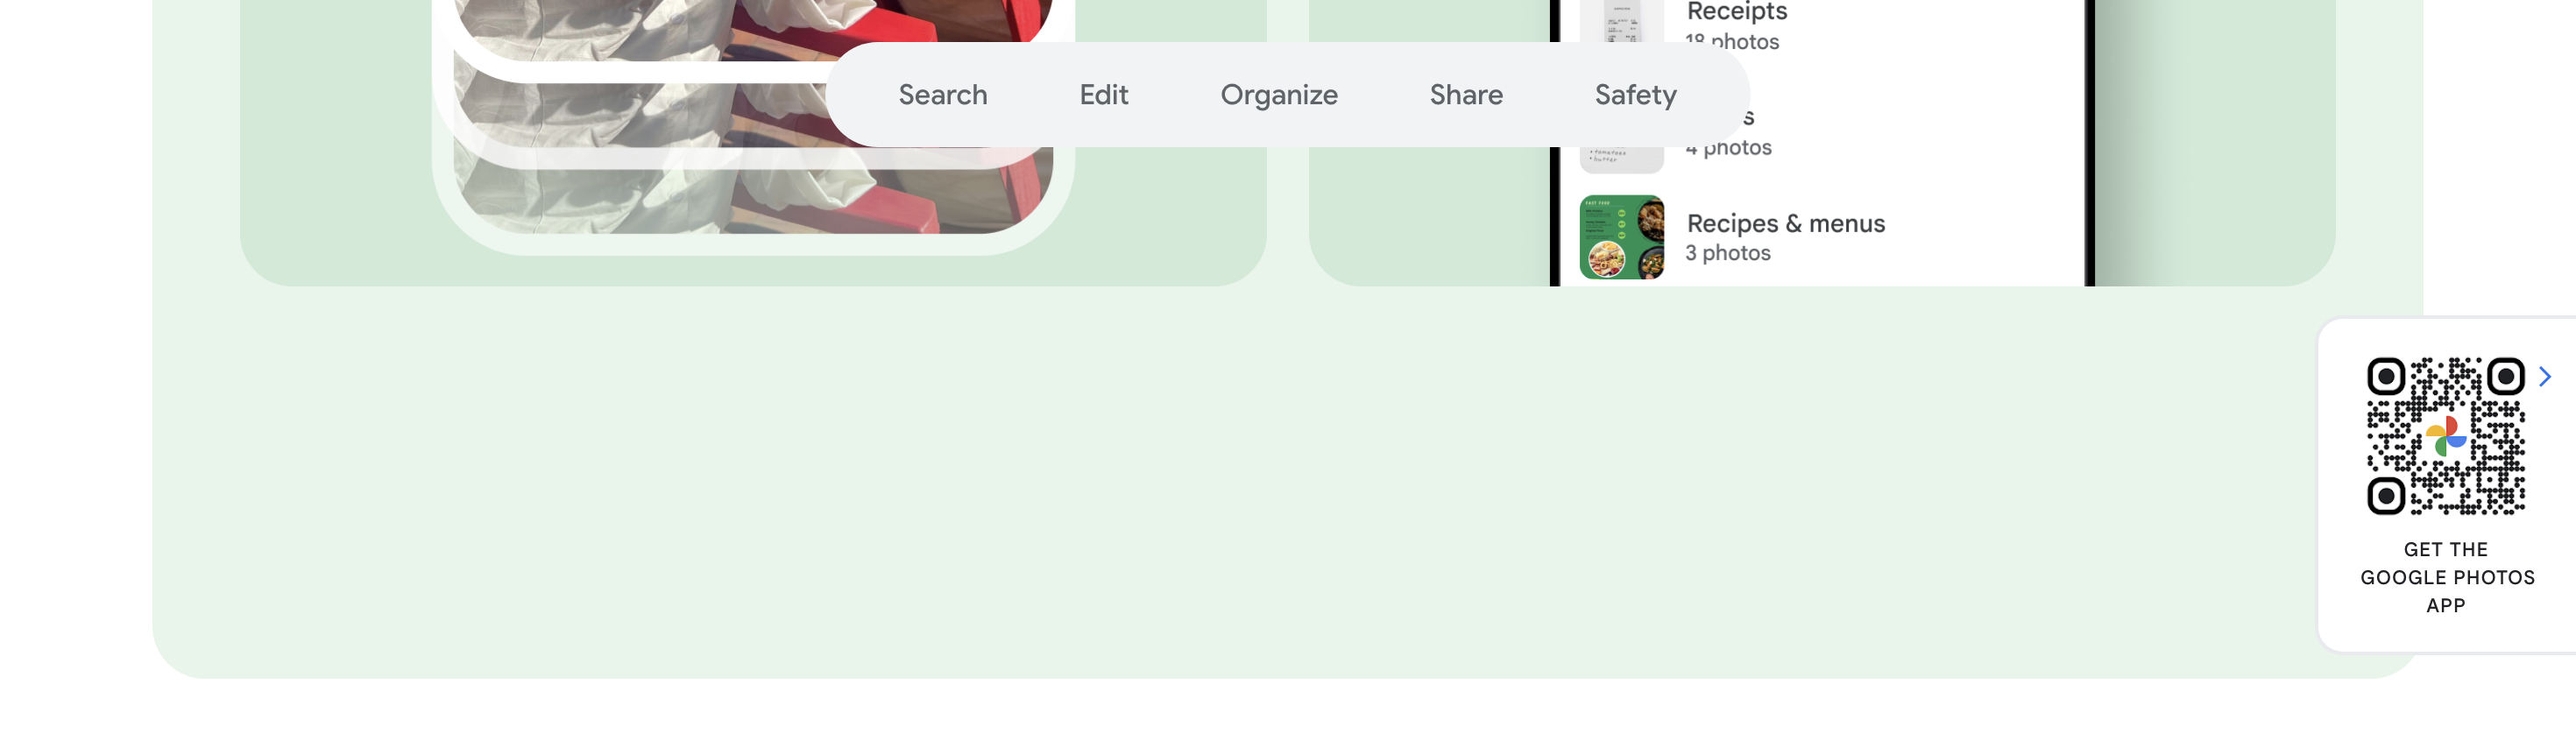 Receipts
18 photos
Search Edit Organize Share Safety
4 photos
Recipes & menus
3 photos
GET THE
GOOGLE PHOTOS
APP